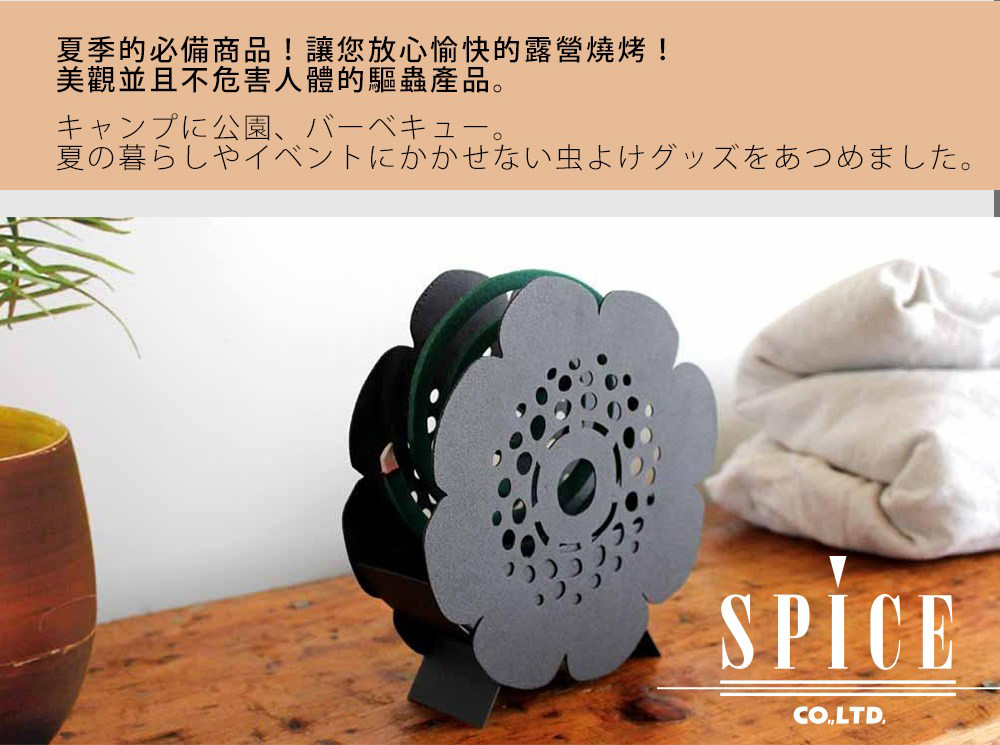 夏季的必備商品！讓您放心愉快的露營燒烤！
美觀並且不危害人體的驅蟲產品。
キャンプに公園、バーベキュー。
夏の暮らしやイベントにかかせない虫よけグッズをあつめました。
SPICE
CO.,LTD.